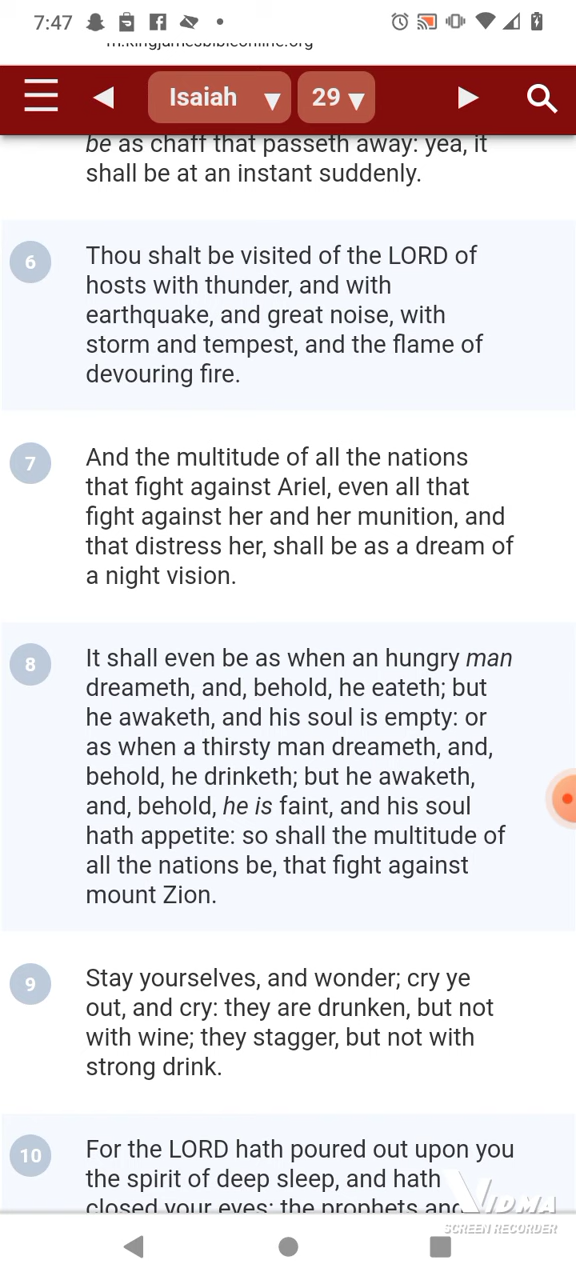 7:47
m.kingjamesbibleonline.org
Isaiah 29
be as chaff that passeth away: yea, it
shall be at an instant suddenly.
6 Thou shalt be visited of the LORD of
hosts with thunder, and with
earthquake, and great noise, with
storm and tempest, and the flame of
devouring fire.
7 And the multitude of all the nations
that fight against Ariel, even all that
fight against her and her munition, and
that distress her, shall be as a dream of
a night vision.
8 It shall even be as when an hungry man
dreameth, and, behold, he eateth; but
he awaketh, and his soul is empty: or
as when a thirsty man dreameth, and,
behold, he drinketh; but he awaketh,
and, behold, he is faint, and his soul
hath appetite: so shall the multitude of
all the nations be, that fight against
mount Zion.
9 Stay yourselves, and wonder; cry ye
out, and cry: they are drunken, but not
with wine; they stagger, but not with
strong drink.
10 For the LORD hath poured out upon you
the spirit of deep sleep, and hath
closed your eyes: the prophets and
VIDMA
SCREEN RECORDER